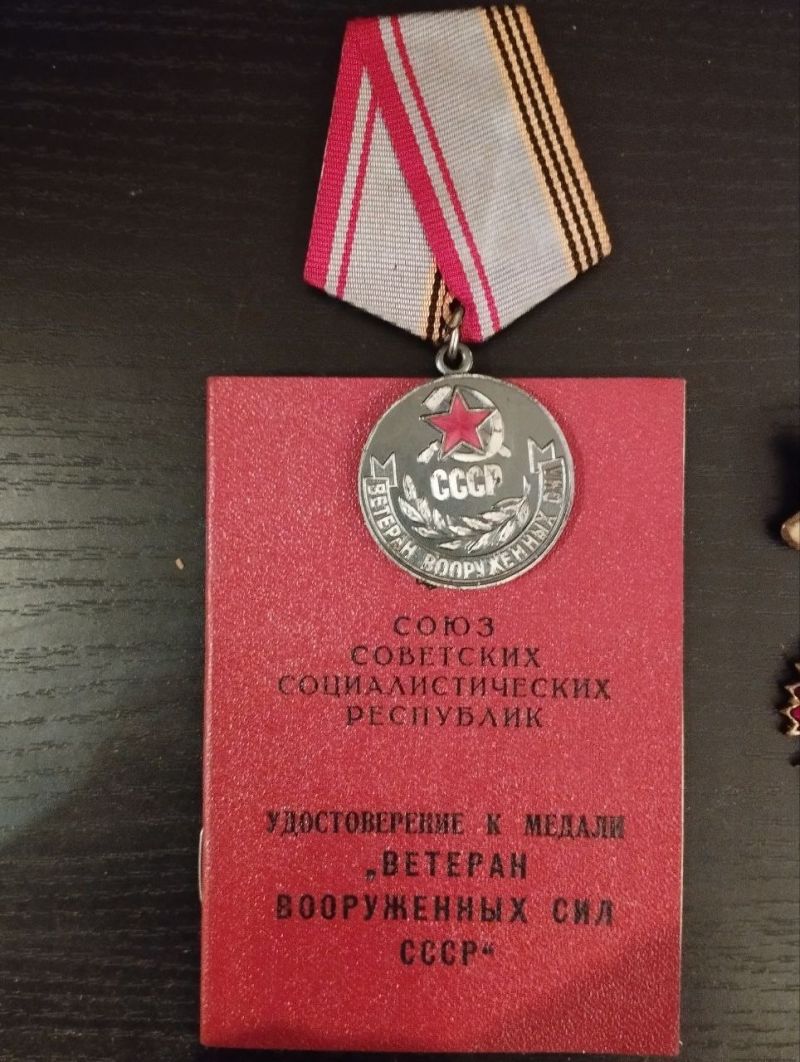 СССР
ВЕТЕРАН ВООРУЖЕННЫХ СИЛ
СОЮЗ
СОВЕТСКИХ
СОЦИАЛИСТИЧЕСКИХ
РЕСПУБЛИК
УДОСТОВЕРЕНИЕ К МЕДАЛИ
„ВЕТЕРАН
ВООРУЖЕННЫХ СИЛ
СССР“